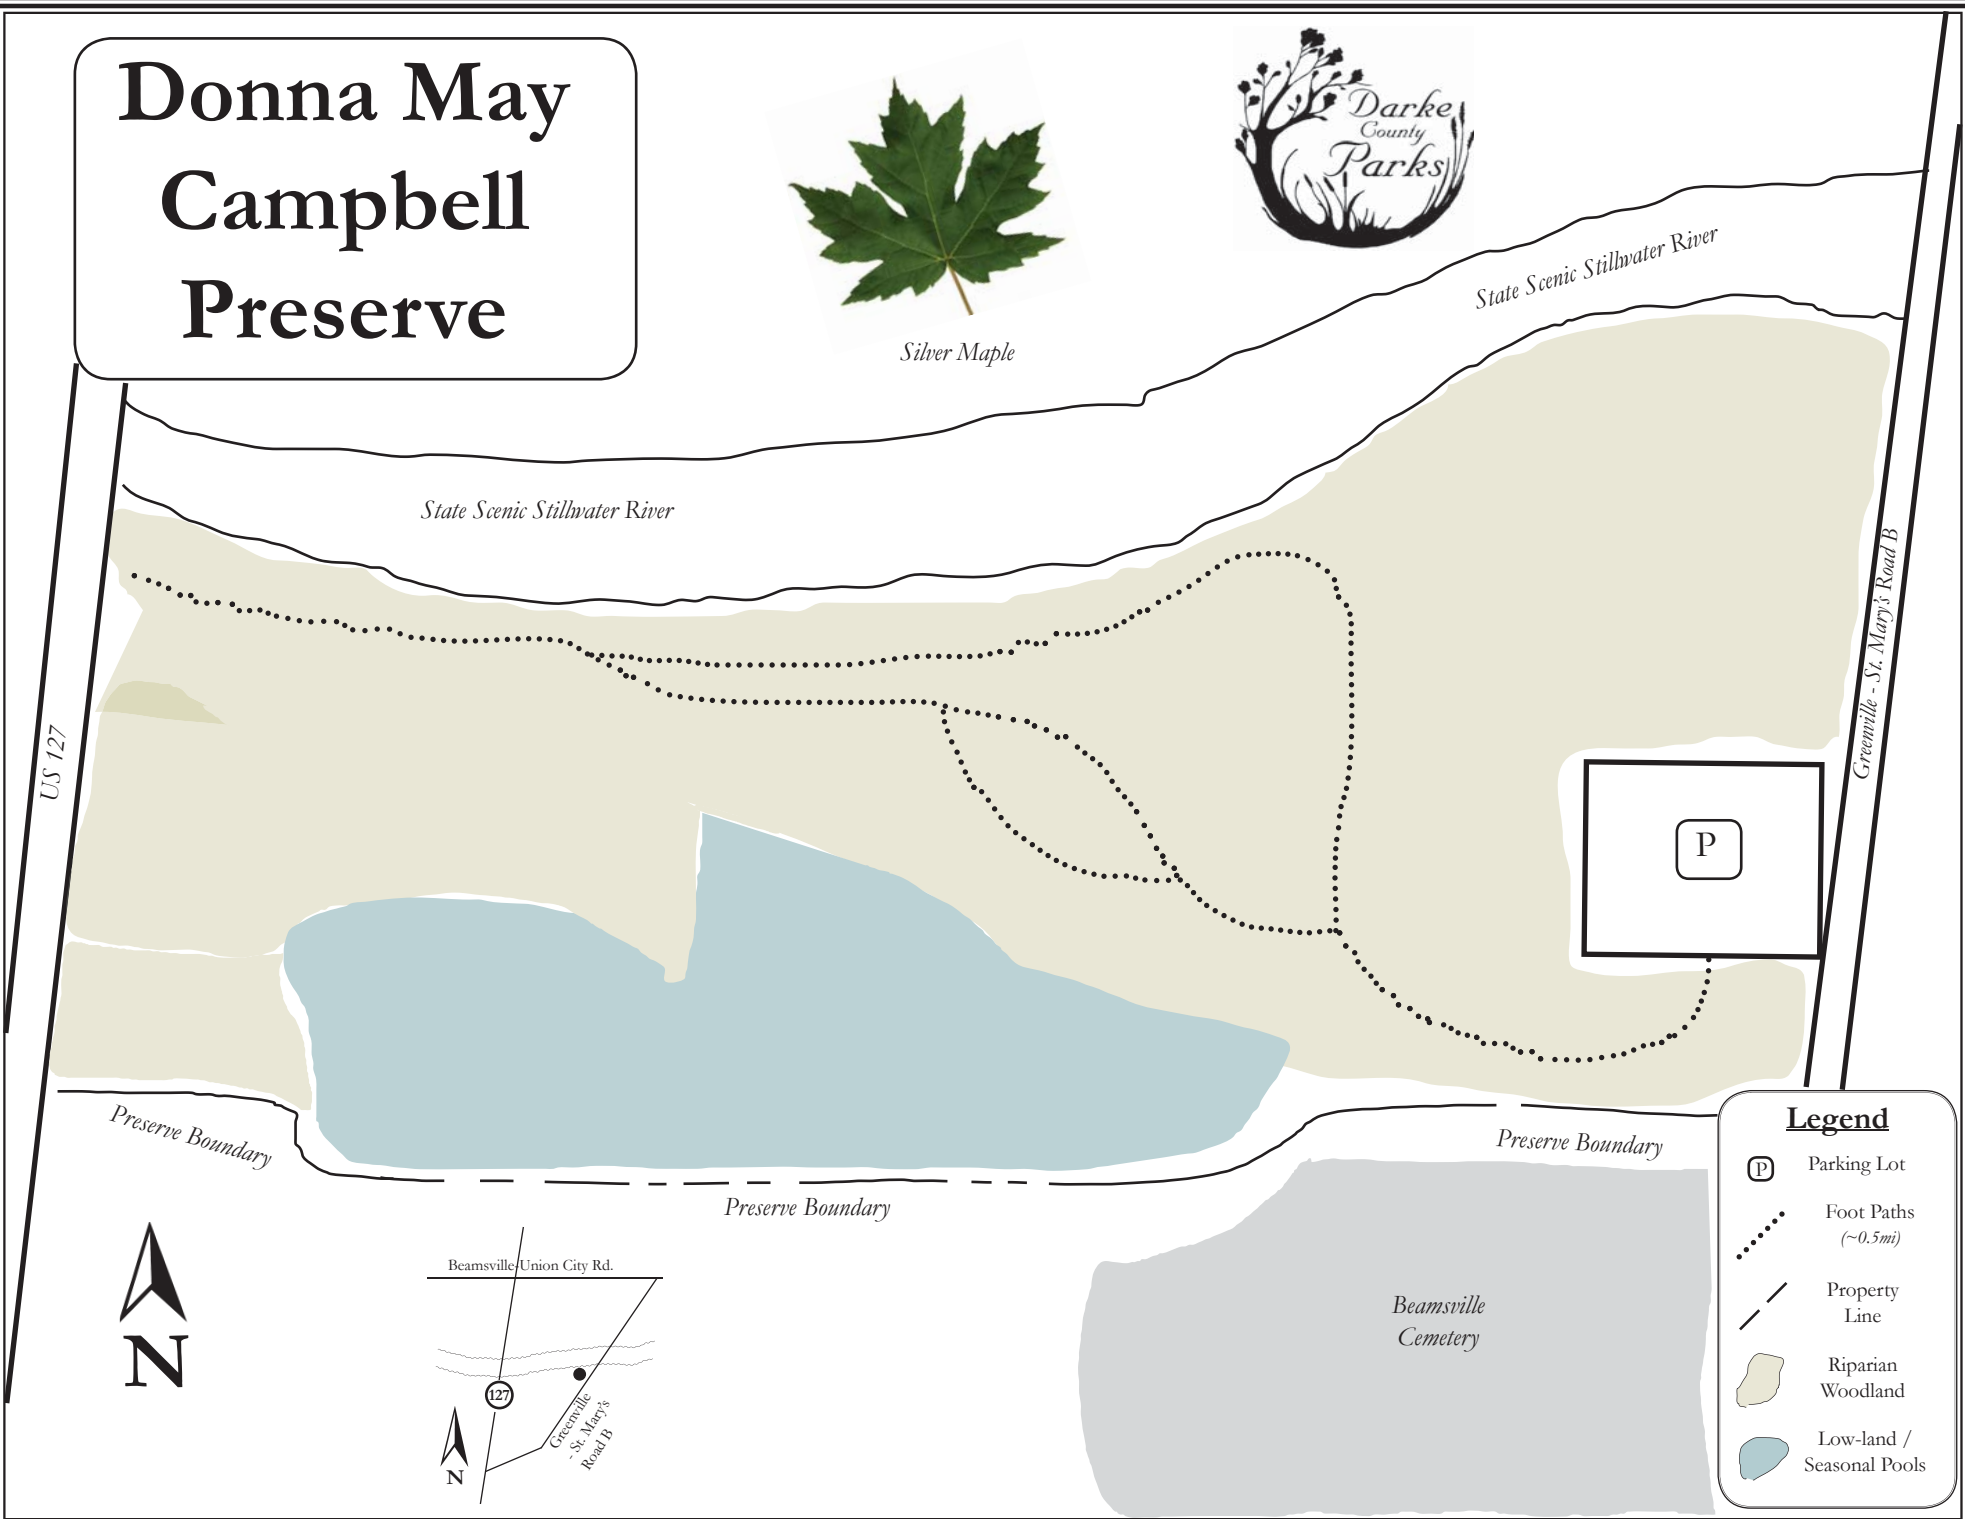 Donna May
Campbell
Preserve
Darke
County
Parks
Silver Maple
State Scenic Stillwater River
State Scenic Stillwater River
US 127
Greenville - St. Mary's Road B
P
Preserve Boundary
Preserve Boundary
Preserve Boundary
N
Beamsville-Union City Rd.
127
Greenville
- St. Mary's
Road B
N
Beamsville
Cemetery
Legend
P
Parking Lot
Foot Paths
(~0.5mi)
Property
Line
Riparian
Woodland
Low-land /
Seasonal Pools